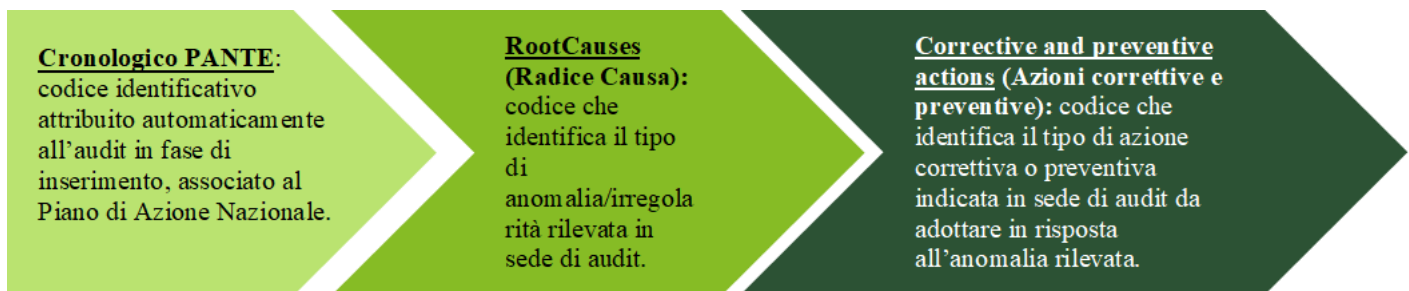 Cronologico PANTE:
codice identificativo
attribuito automaticamente
all’audit in fase di
inserimento, associato al
Piano di Azione Nazionale.
RootCauses
(Radice Causa):
codice che
identifica il tipo
di
anomalia/irregola
rità rilevata in
sede di audit.
Corrective and preventive
actions (Azioni correttive e
preventive): codice che
identifica il tipo di azione
correttiva o preventiva
indicata in sede di audit da
adottare in risposta
all’anomalia rilevata.